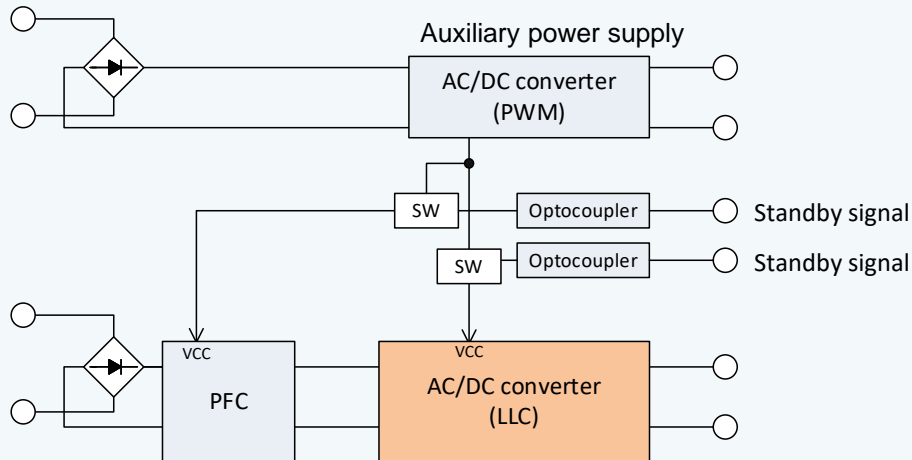 Auxiliary power supply
AC/DC converter
(PWM)
SW
Optocoupler
Standby signal
SW
Optocoupler
Standby signal
VCC
PFC
VCC
AC/DC converter
(LLC)